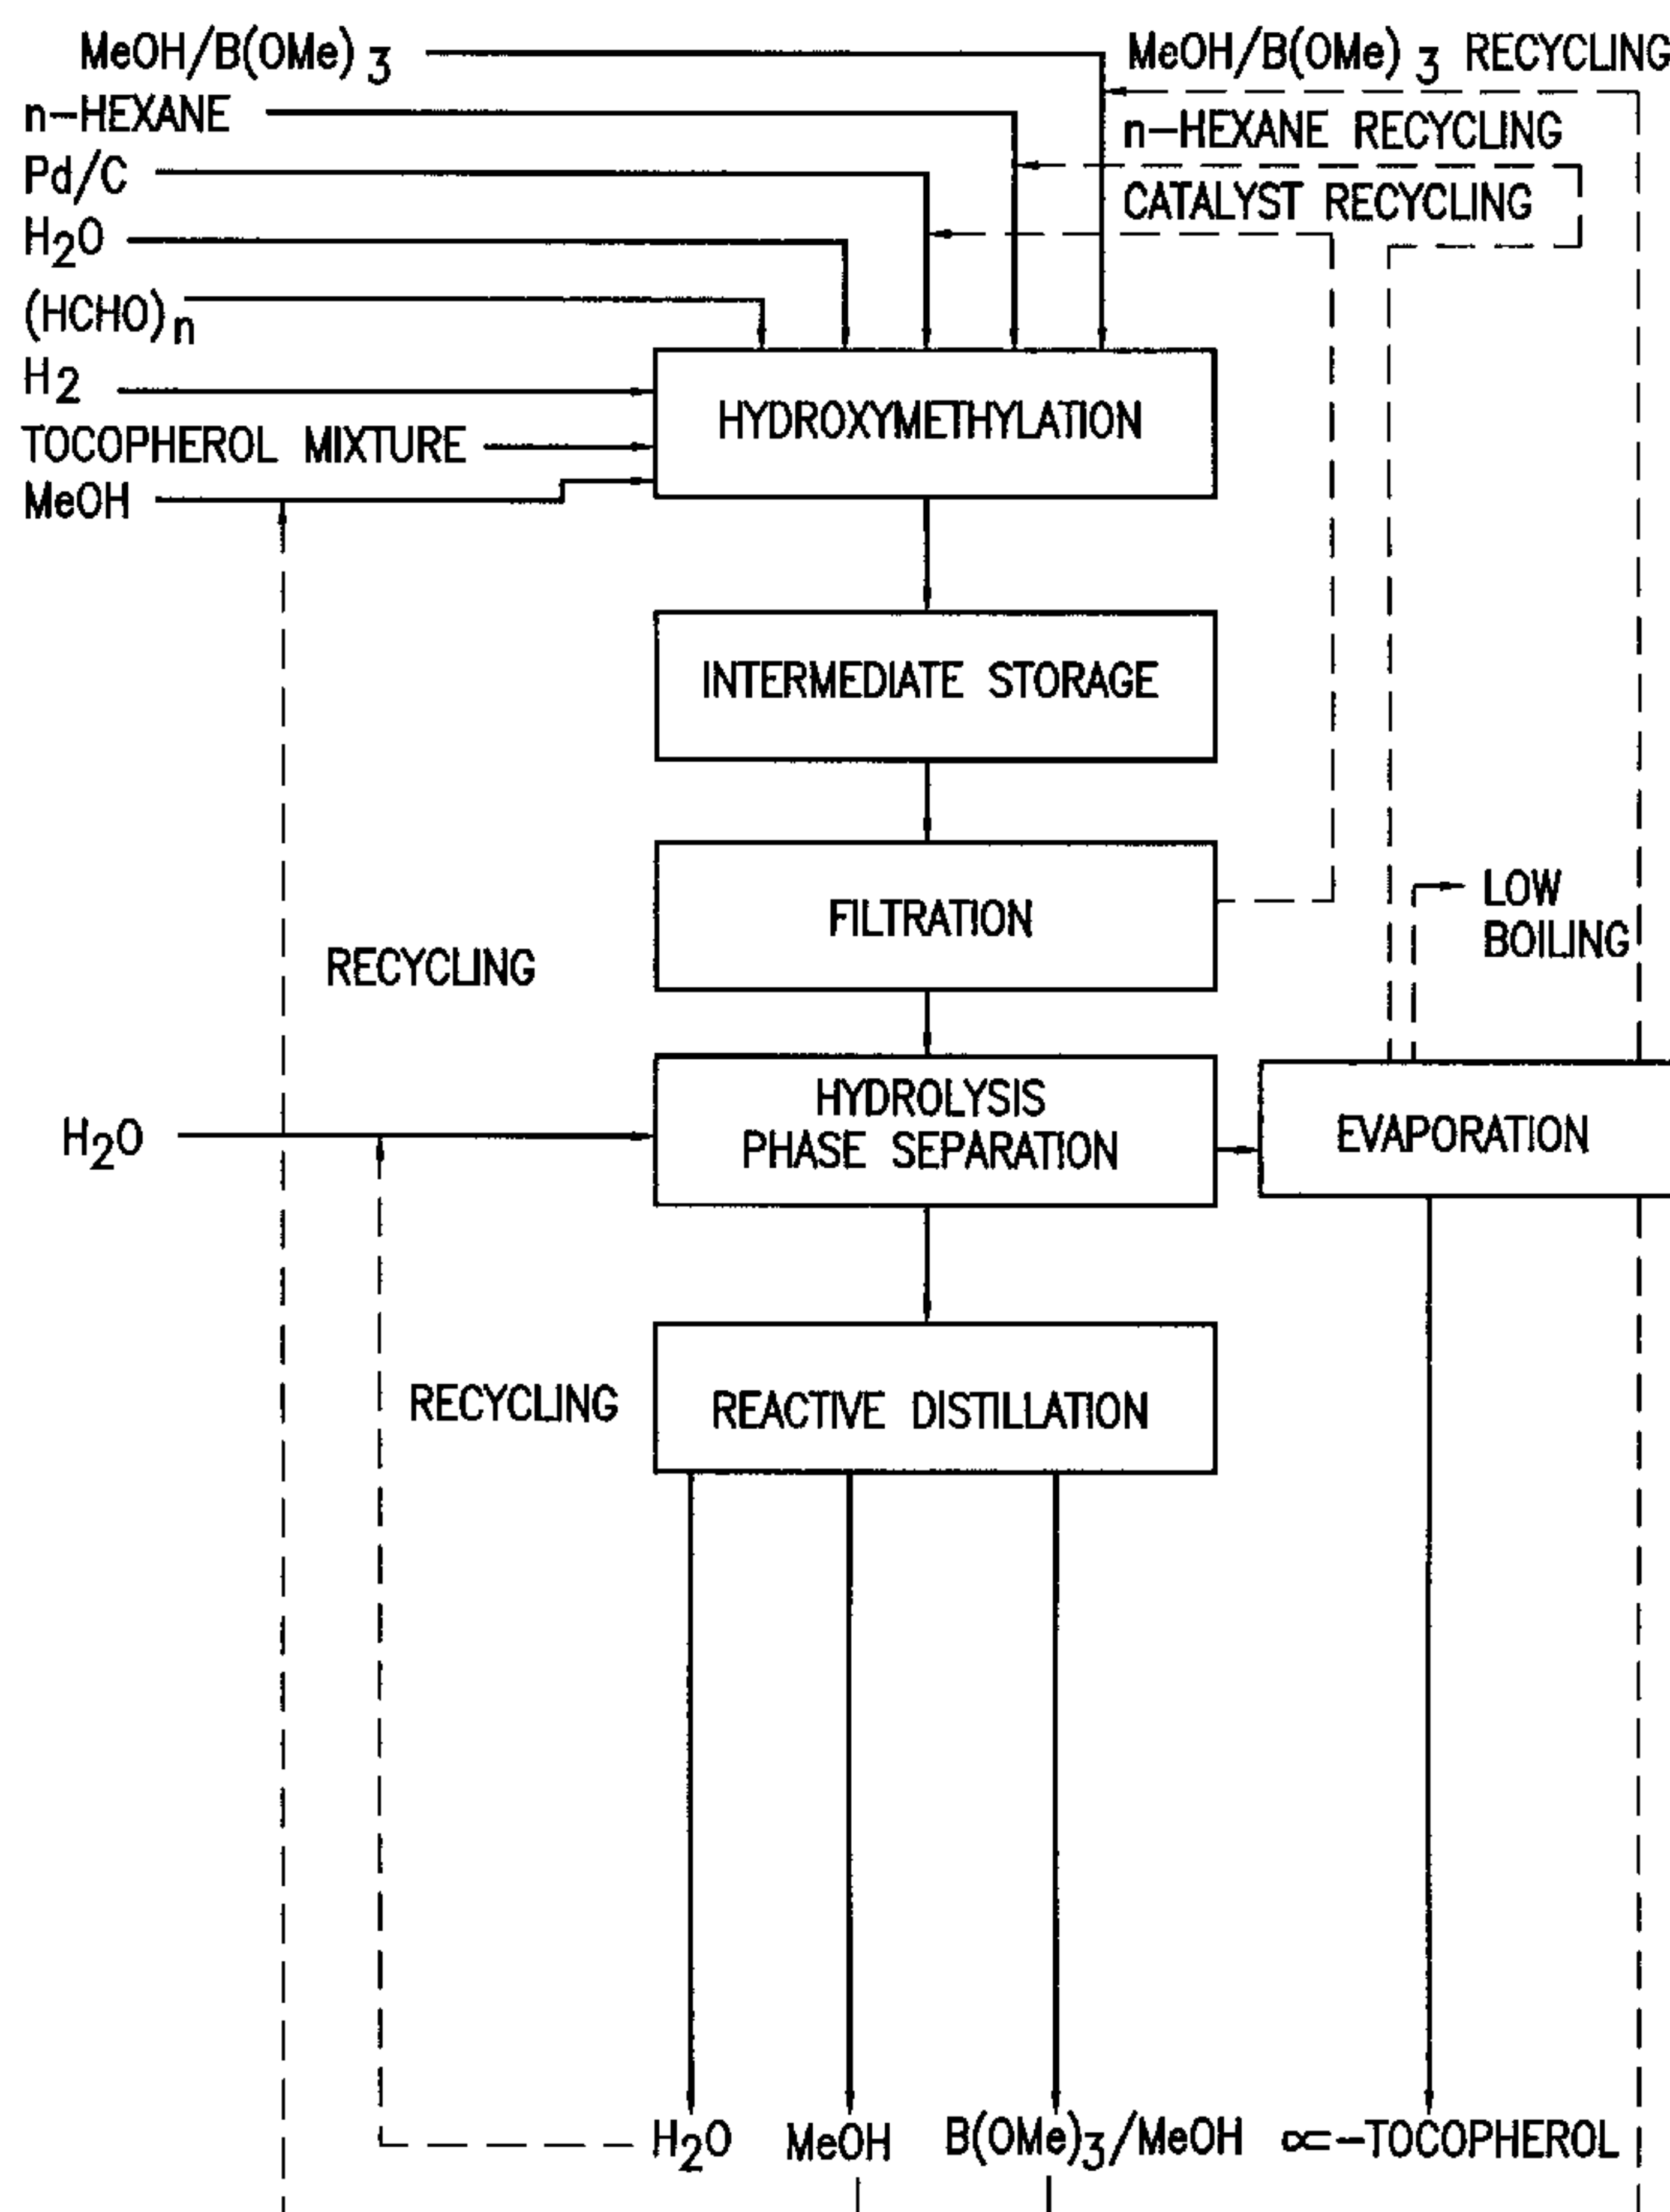 MeOH/B(OMe)3
MeOH/B(OMe)3 RECYCLING
n-HEXANE
n-HEXANE RECYCLING
Pd/C
CATALYST RECYCLING
H2O
(HCHO)n
H2
HYDROXYMETHYLATION
TOCOPHEROL MIXTURE
MeOH
INTERMEDIATE STORAGE
FILTRATION
LOW
BOILING
RECYCLING
HYDROLYSIS
PHASE SEPARATION
H2O
EVAPORATION
RECYCLING
REACTIVE DISTILLATION
H2O
MeOH
B(OMe)3/MeOH
∝-TOCOPHEROL